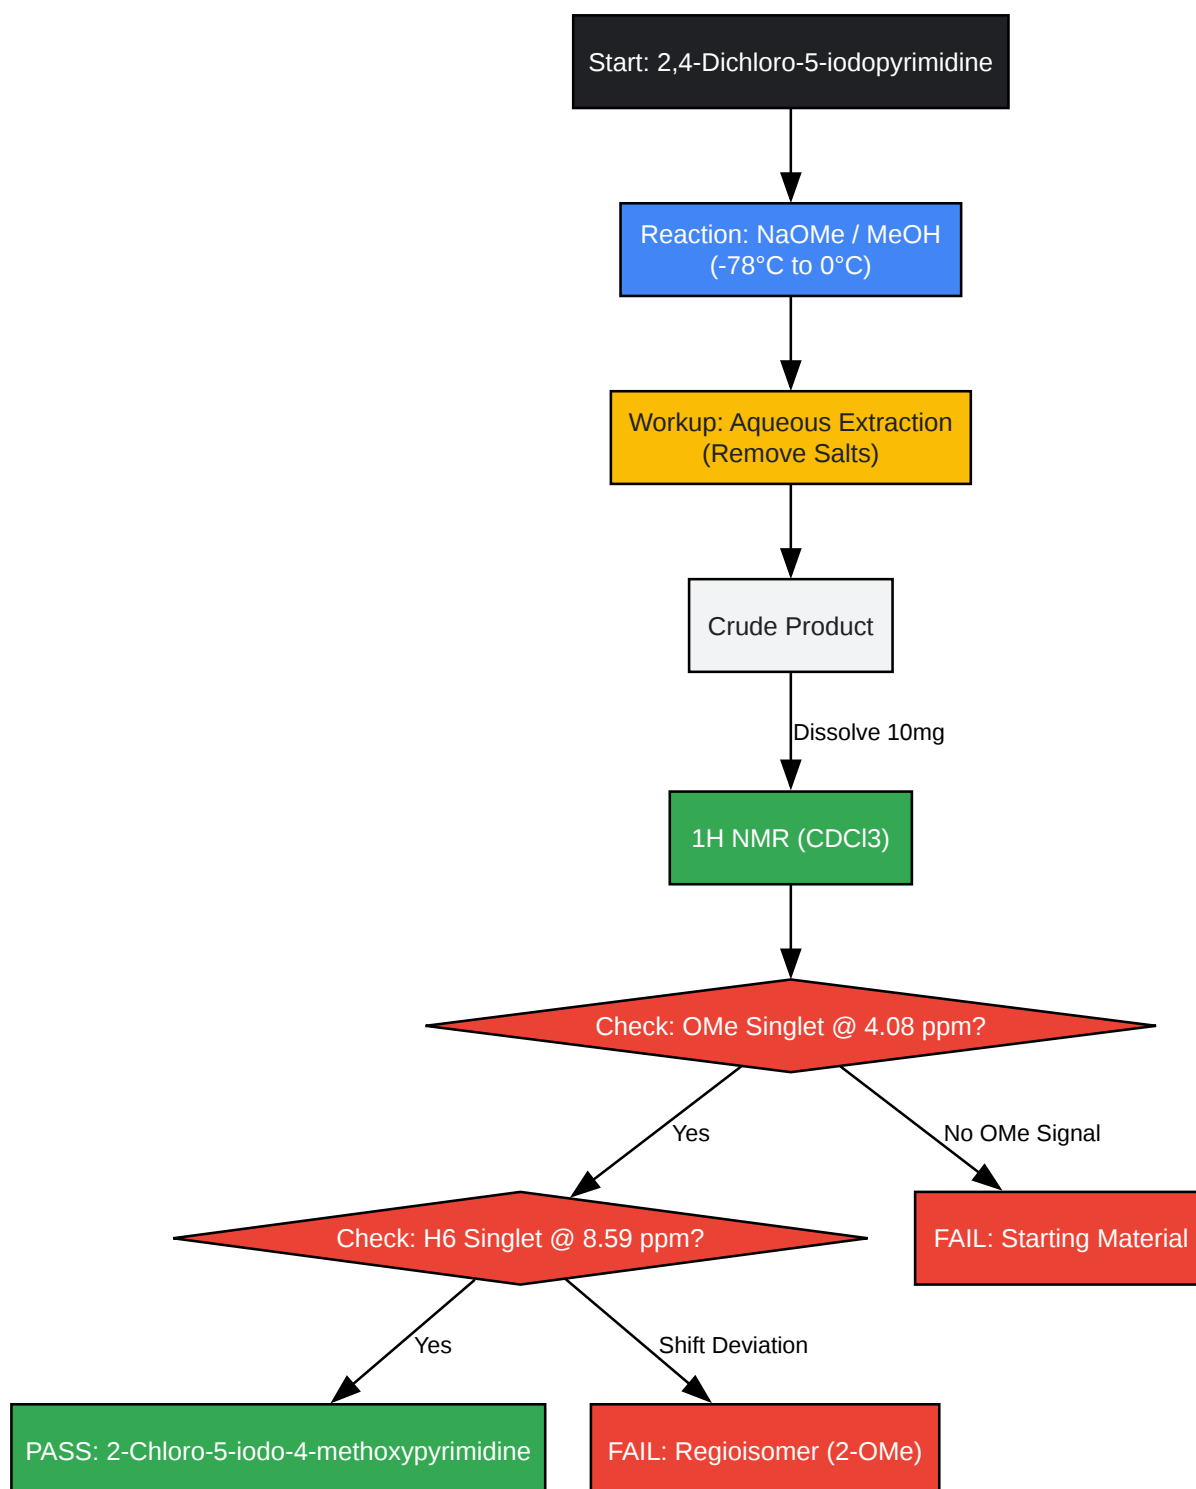 Start: 2,4-Dichloro-5-iodopyrimidine
Reaction: NaOMe / MeOH
(-78°C to 0°C)
Workup: Aqueous Extraction
(Remove Salts)
Crude Product
Dissolve 10mg
1H NMR (CDCl3)
Check: OMe Singlet @ 4.08 ppm?
Yes
No OMe Signal
Check: H6 Singlet @ 8.59 ppm?
FAIL: Starting Material
Yes
Shift Deviation
PASS: 2-Chloro-5-iodo-4-methoxypyrimidine
FAIL: Regioisomer (2-OMe)